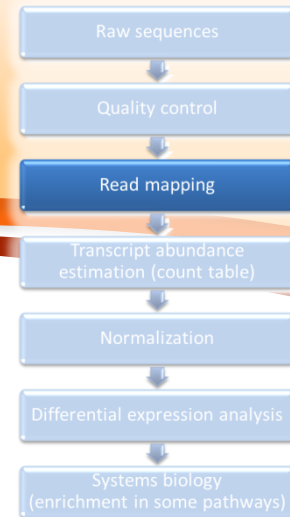 Raw sequences
Quality control
Read mapping
Transcript abundance
estimation (count table)
Normalization
Differential expression analysis
Systems biology
(enrichment in some pathways)